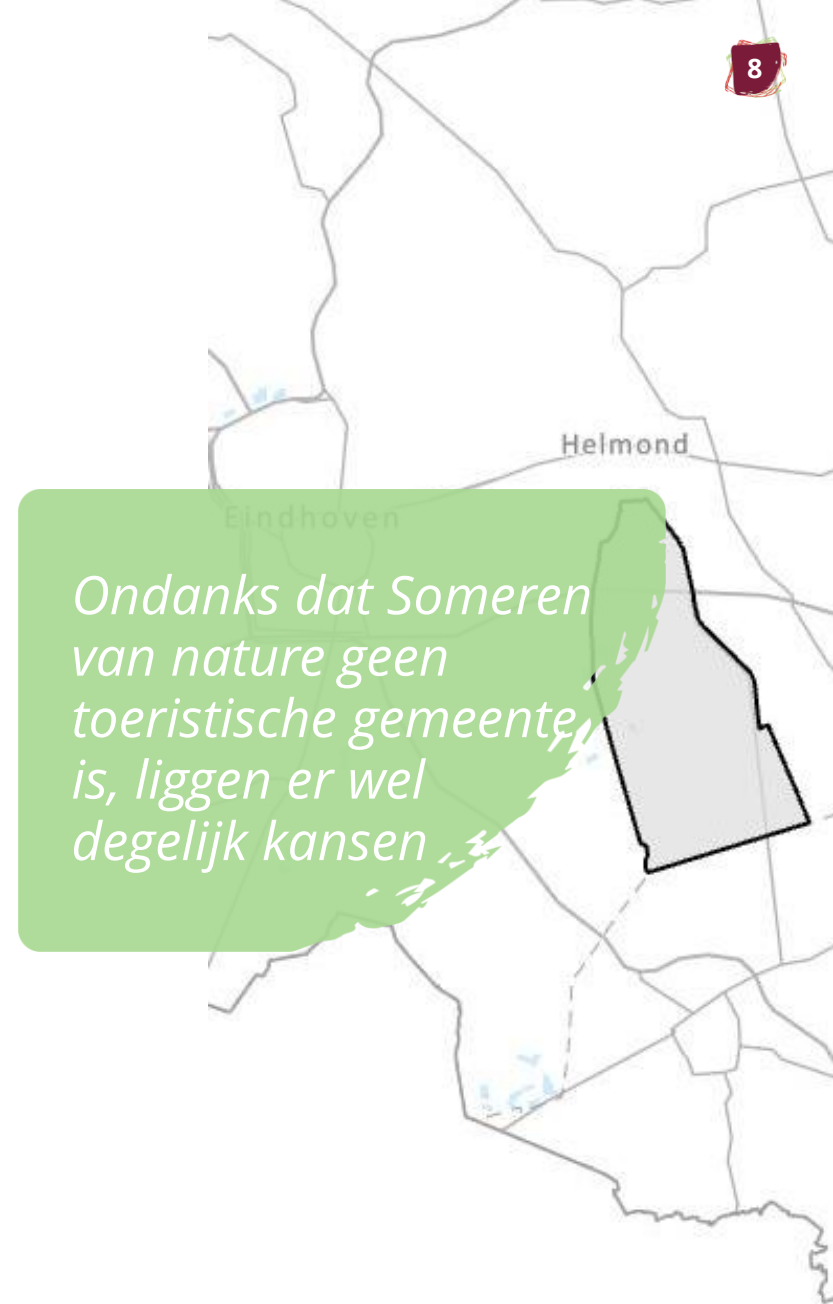 8
Helmond
Eindhoven
Ondanks dat Someren
van nature geen
toeristische gemeente
is, liggen er wel
degelijk kansen